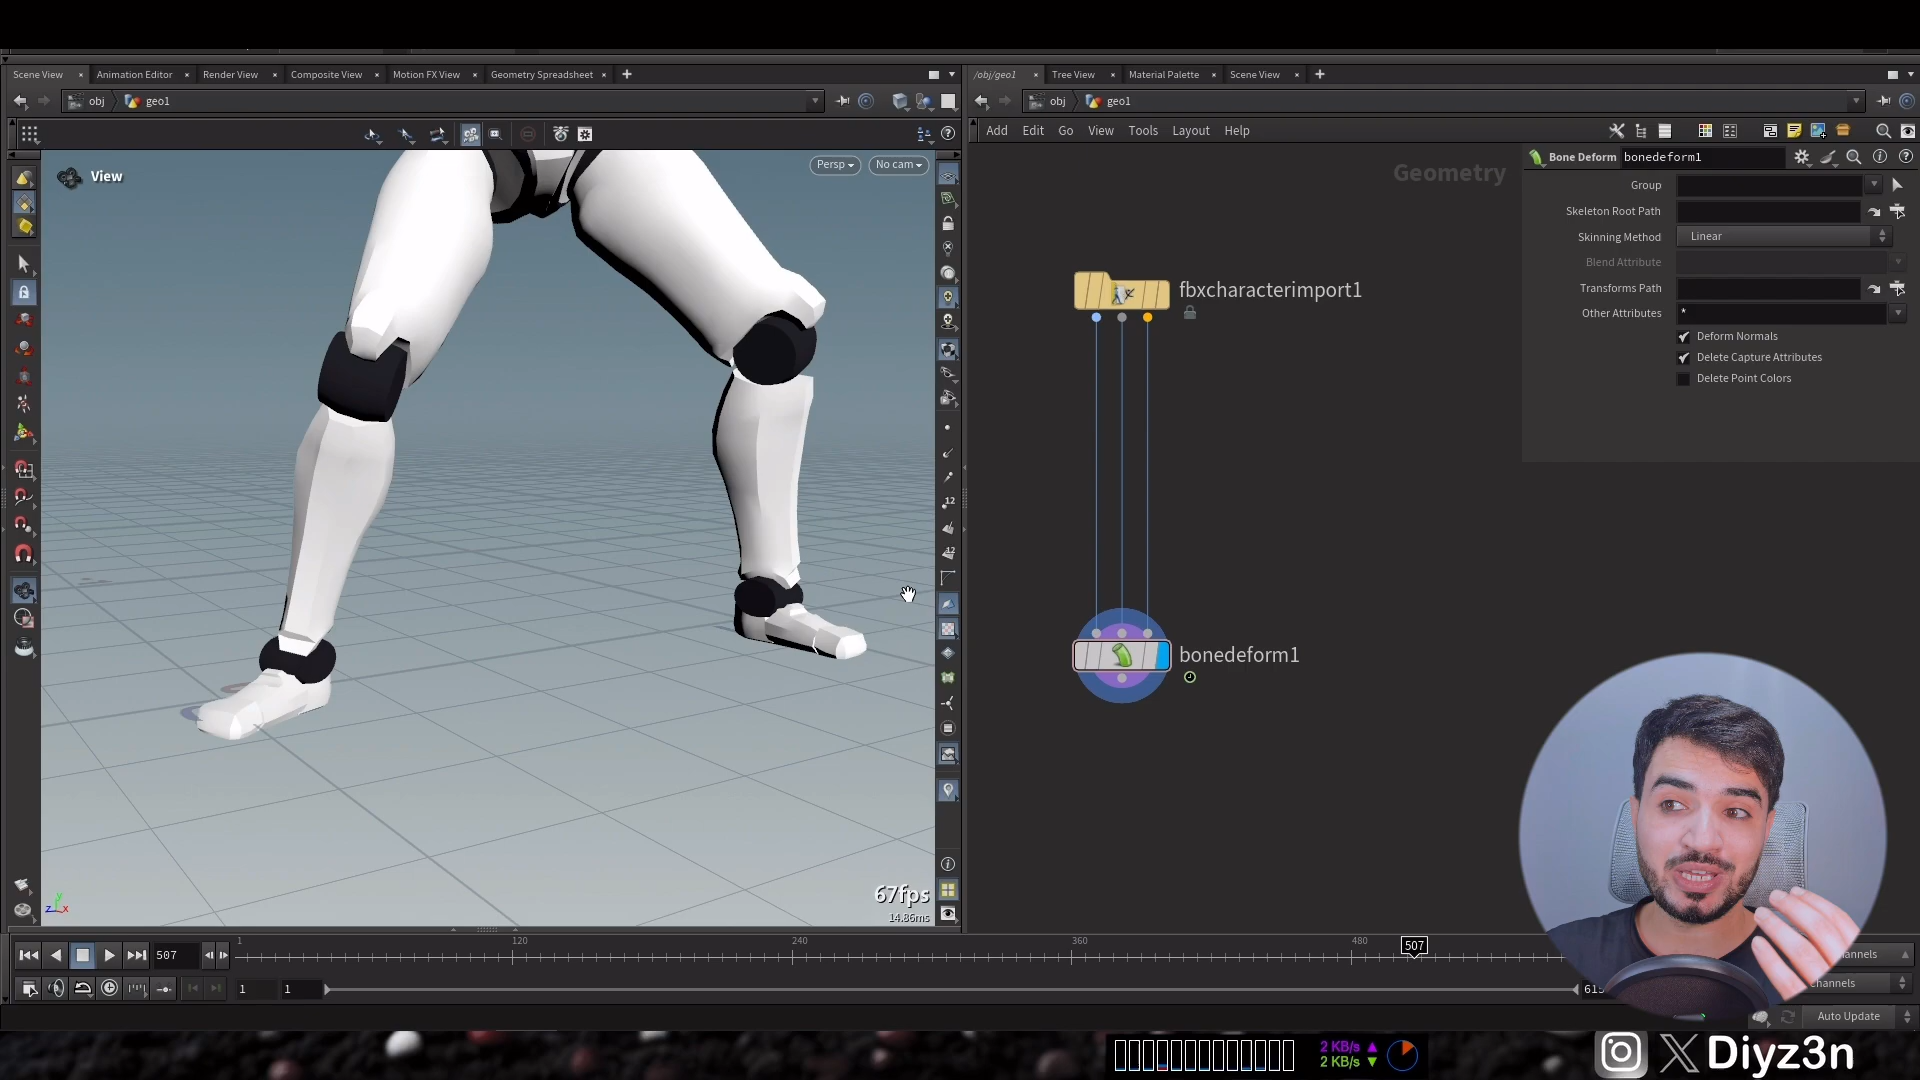 Scene View
Animation Editor
Render View
Composite View
Motion FX View
Geometry Spreadsheet
/obj/geo1
Tree View
Material Palette
Scene View
obj
geo1
obj
geo1
Add Edit Go View Tools Layout Help
View
Persp
No cam
Geometry
Bone Deform bonedeform1
Group
Skeleton Root Path
Skinning Method Linear
Blend Attribute
Transforms Path
Other Attributes *
Deform Normals
Delete Capture Attributes
Delete Point Colors
fbxcharacterimport1
bonedeform1
12
12
67fps
14.86ms
z x y
507
1
120
240
360
480
507
1
1
615
Channels
Auto Update
2 KB/s
2 KB/s
Diyz3n